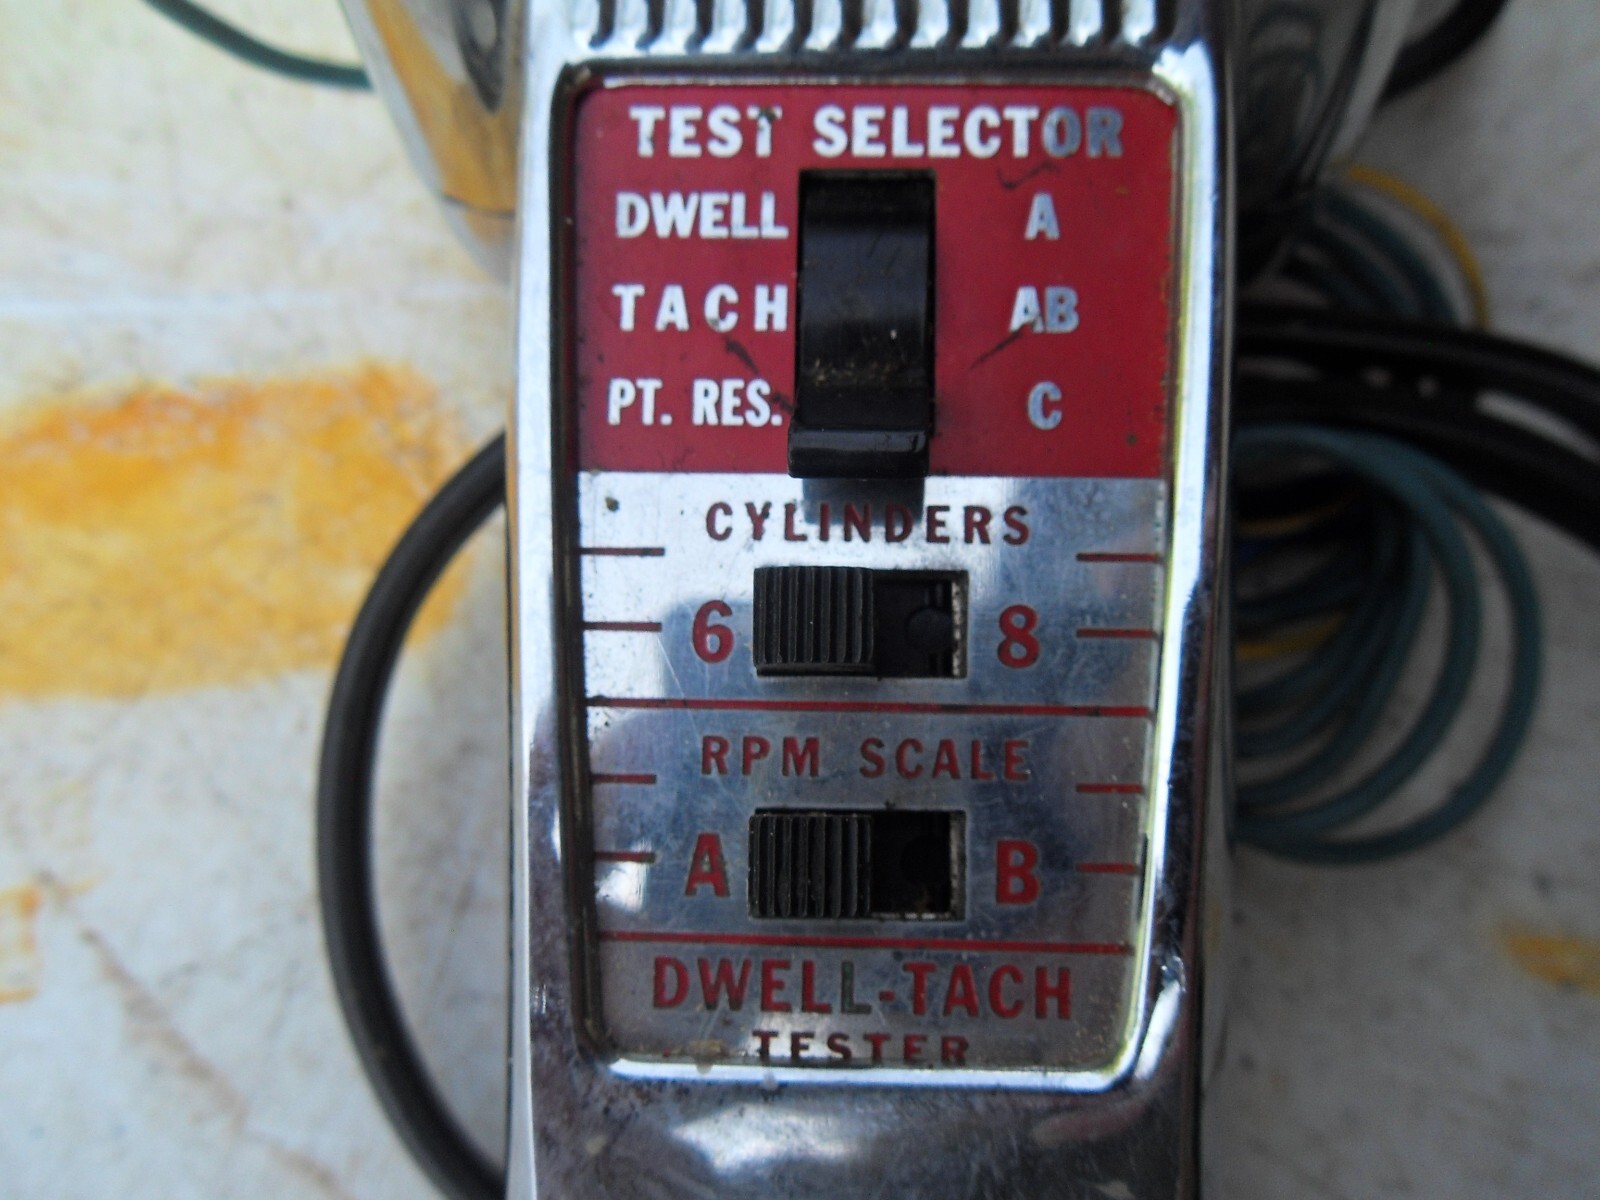 TEST SELECTOR
DWELL A
TACH AB
PT. RES. C
CYLINDERS
6 8
RPM SCALE
A B
DWELL-TACH
TESTER